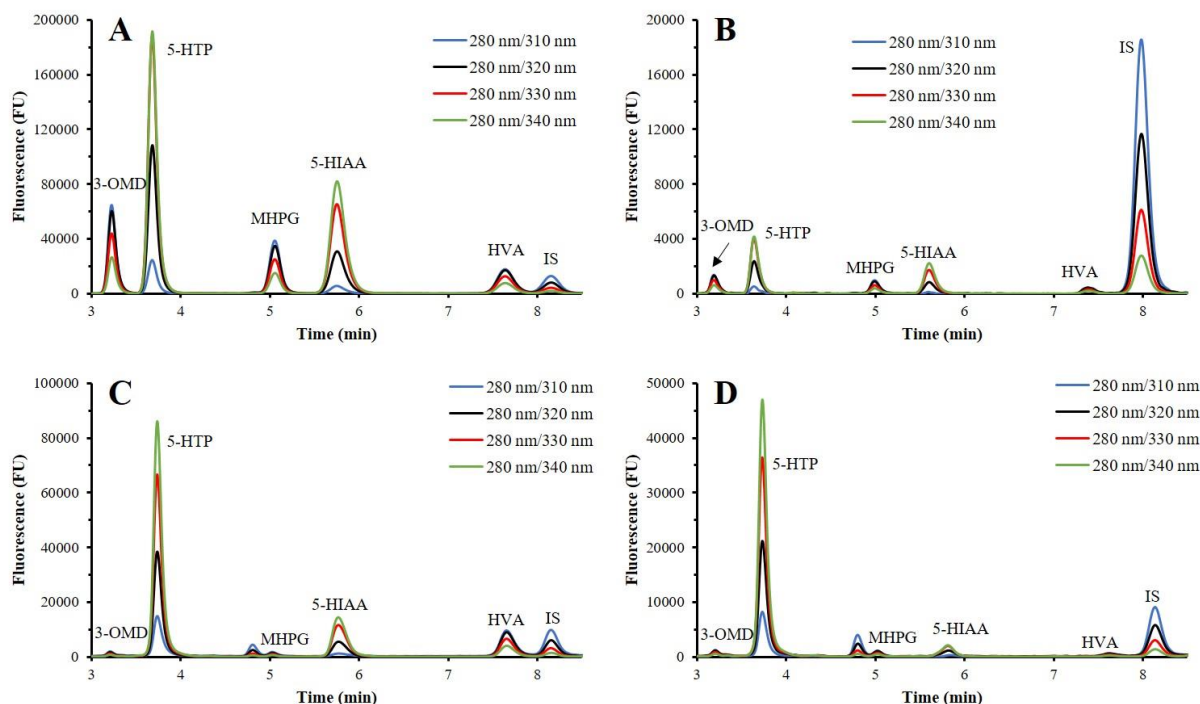 A
200000
160000
120000
80000
40000
0
Fluorescence (FU)
3 4 5 6 7 8
Time (min)
3-OMD
5-HTP
MHPG
5-HIAA
HVA
IS
280 nm/310 nm
280 nm/320 nm
280 nm/330 nm
280 nm/340 nm
B
20000
16000
12000
8000
4000
0
Fluorescence (FU)
3 4 5 6 7 8
Time (min)
3-OMD
5-HTP
MHPG
5-HIAA
HVA
IS
280 nm/310 nm
280 nm/320 nm
280 nm/330 nm
280 nm/340 nm
C
100000
80000
60000
40000
20000
0
Fluorescence (FU)
3 4 5 6 7 8
Time (min)
3-OMD
5-HTP
MHPG
5-HIAA
HVA
IS
280 nm/310 nm
280 nm/320 nm
280 nm/330 nm
280 nm/340 nm
D
50000
40000
30000
20000
10000
0
Fluorescence (FU)
3 4 5 6 7 8
Time (min)
3-OMD
5-HTP
MHPG
5-HIAA
HVA
IS
280 nm/310 nm
280 nm/320 nm
280 nm/330 nm
280 nm/340 nm